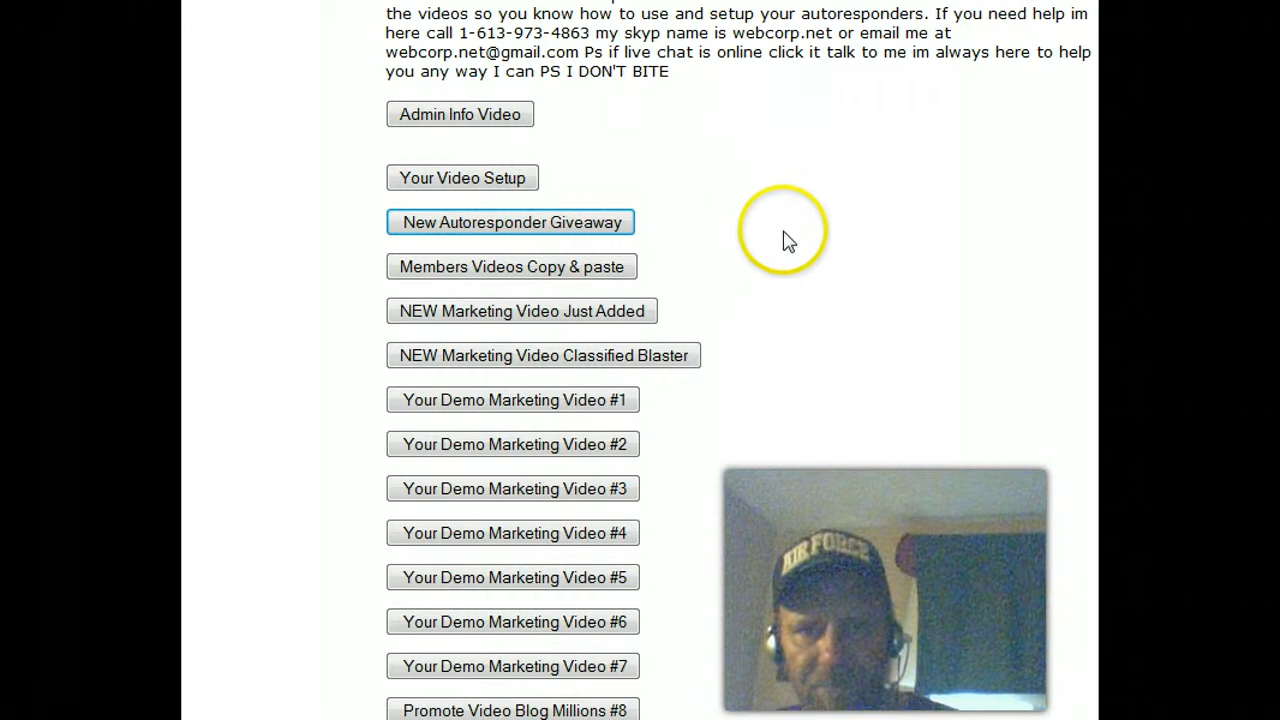 the videos so you know how to use and setup your autoresponders. If you need help im
here call 1-613-973-4863 my skyp name is webcorp.net or email me at
webcorp.net@gmail.com Ps if live chat is online click it talk to me im always here to help
you any way I can PS I DON'T BITE
Admin Info Video
Your Video Setup
New Autoresponder Giveaway
Members Videos Copy & paste
NEW Marketing Video Just Added
NEW Marketing Video Classified Blaster
Your Demo Marketing Video #1
Your Demo Marketing Video #2
Your Demo Marketing Video #3
Your Demo Marketing Video #4
Your Demo Marketing Video #5
Your Demo Marketing Video #6
Your Demo Marketing Video #7
Promote Video Blog Millions #8
AIR FORCE